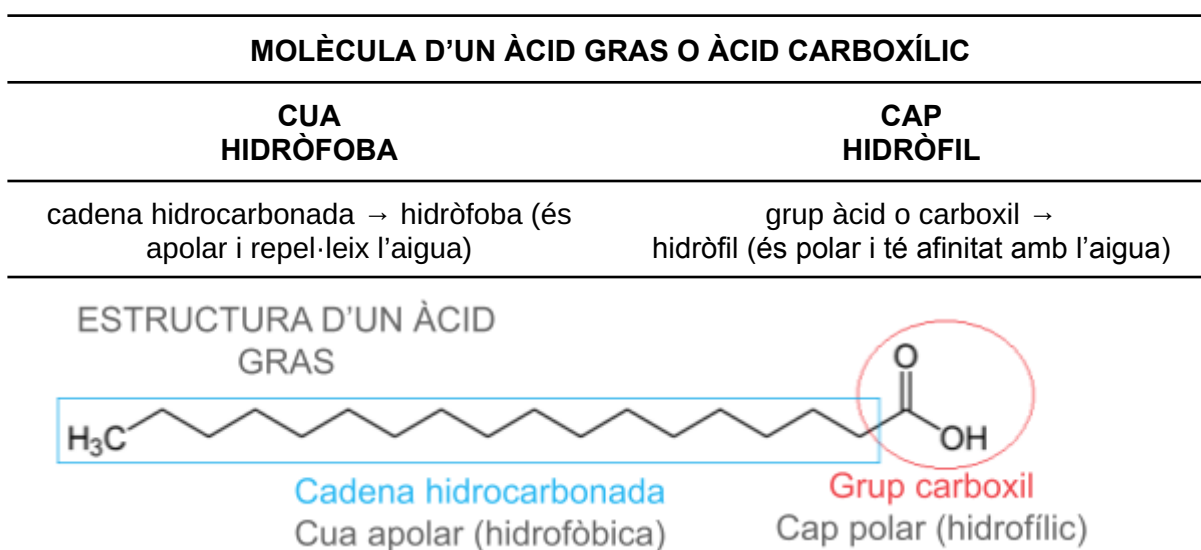 MOLÈCULA D’UN ÀCID GRAS O ÀCID CARBOXÍLIC
CUA
HIDRÒFOBA
CAP
HIDRÒFIL
cadena hidrocarbonada → hidròfoba (és
apolar i repel·leix l’aigua)
grup àcid o carboxil →
hidròfil (és polar i té afinitat amb l’aigua)
ESTRUCTURA D’UN ÀCID
GRAS
O
H₃C
OH
Cadena hidrocarbonada
Cua apolar (hidrofòbica)
Grup carboxil
Cap polar (hidrofílic)